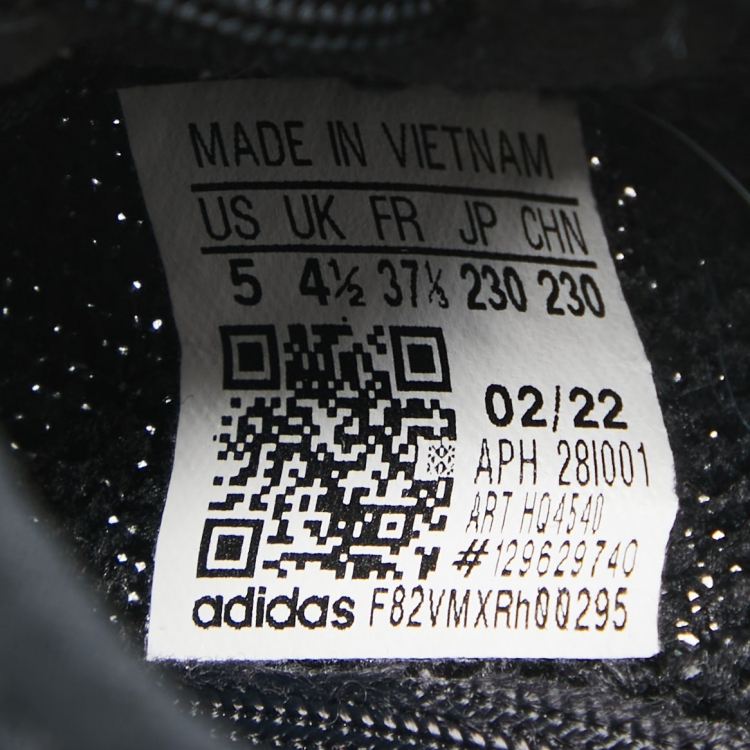 MADE IN VIETNAM
US UK FR JP CHN
5 4½ 37⅓ 230 230
02/22
APH 28I001
ART HQ4540
#129629740
adidas F82VMXRh00295